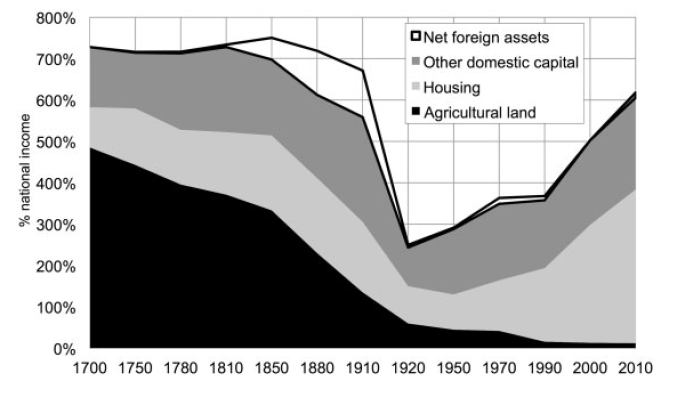 800%
700%
600%
500%
400%
300%
200%
100%
0%
% national income
Net foreign assets
Other domestic capital
Housing
Agricultural land
1700 1750 1780 1810 1850 1880 1910 1920 1950 1970 1990 2000 2010